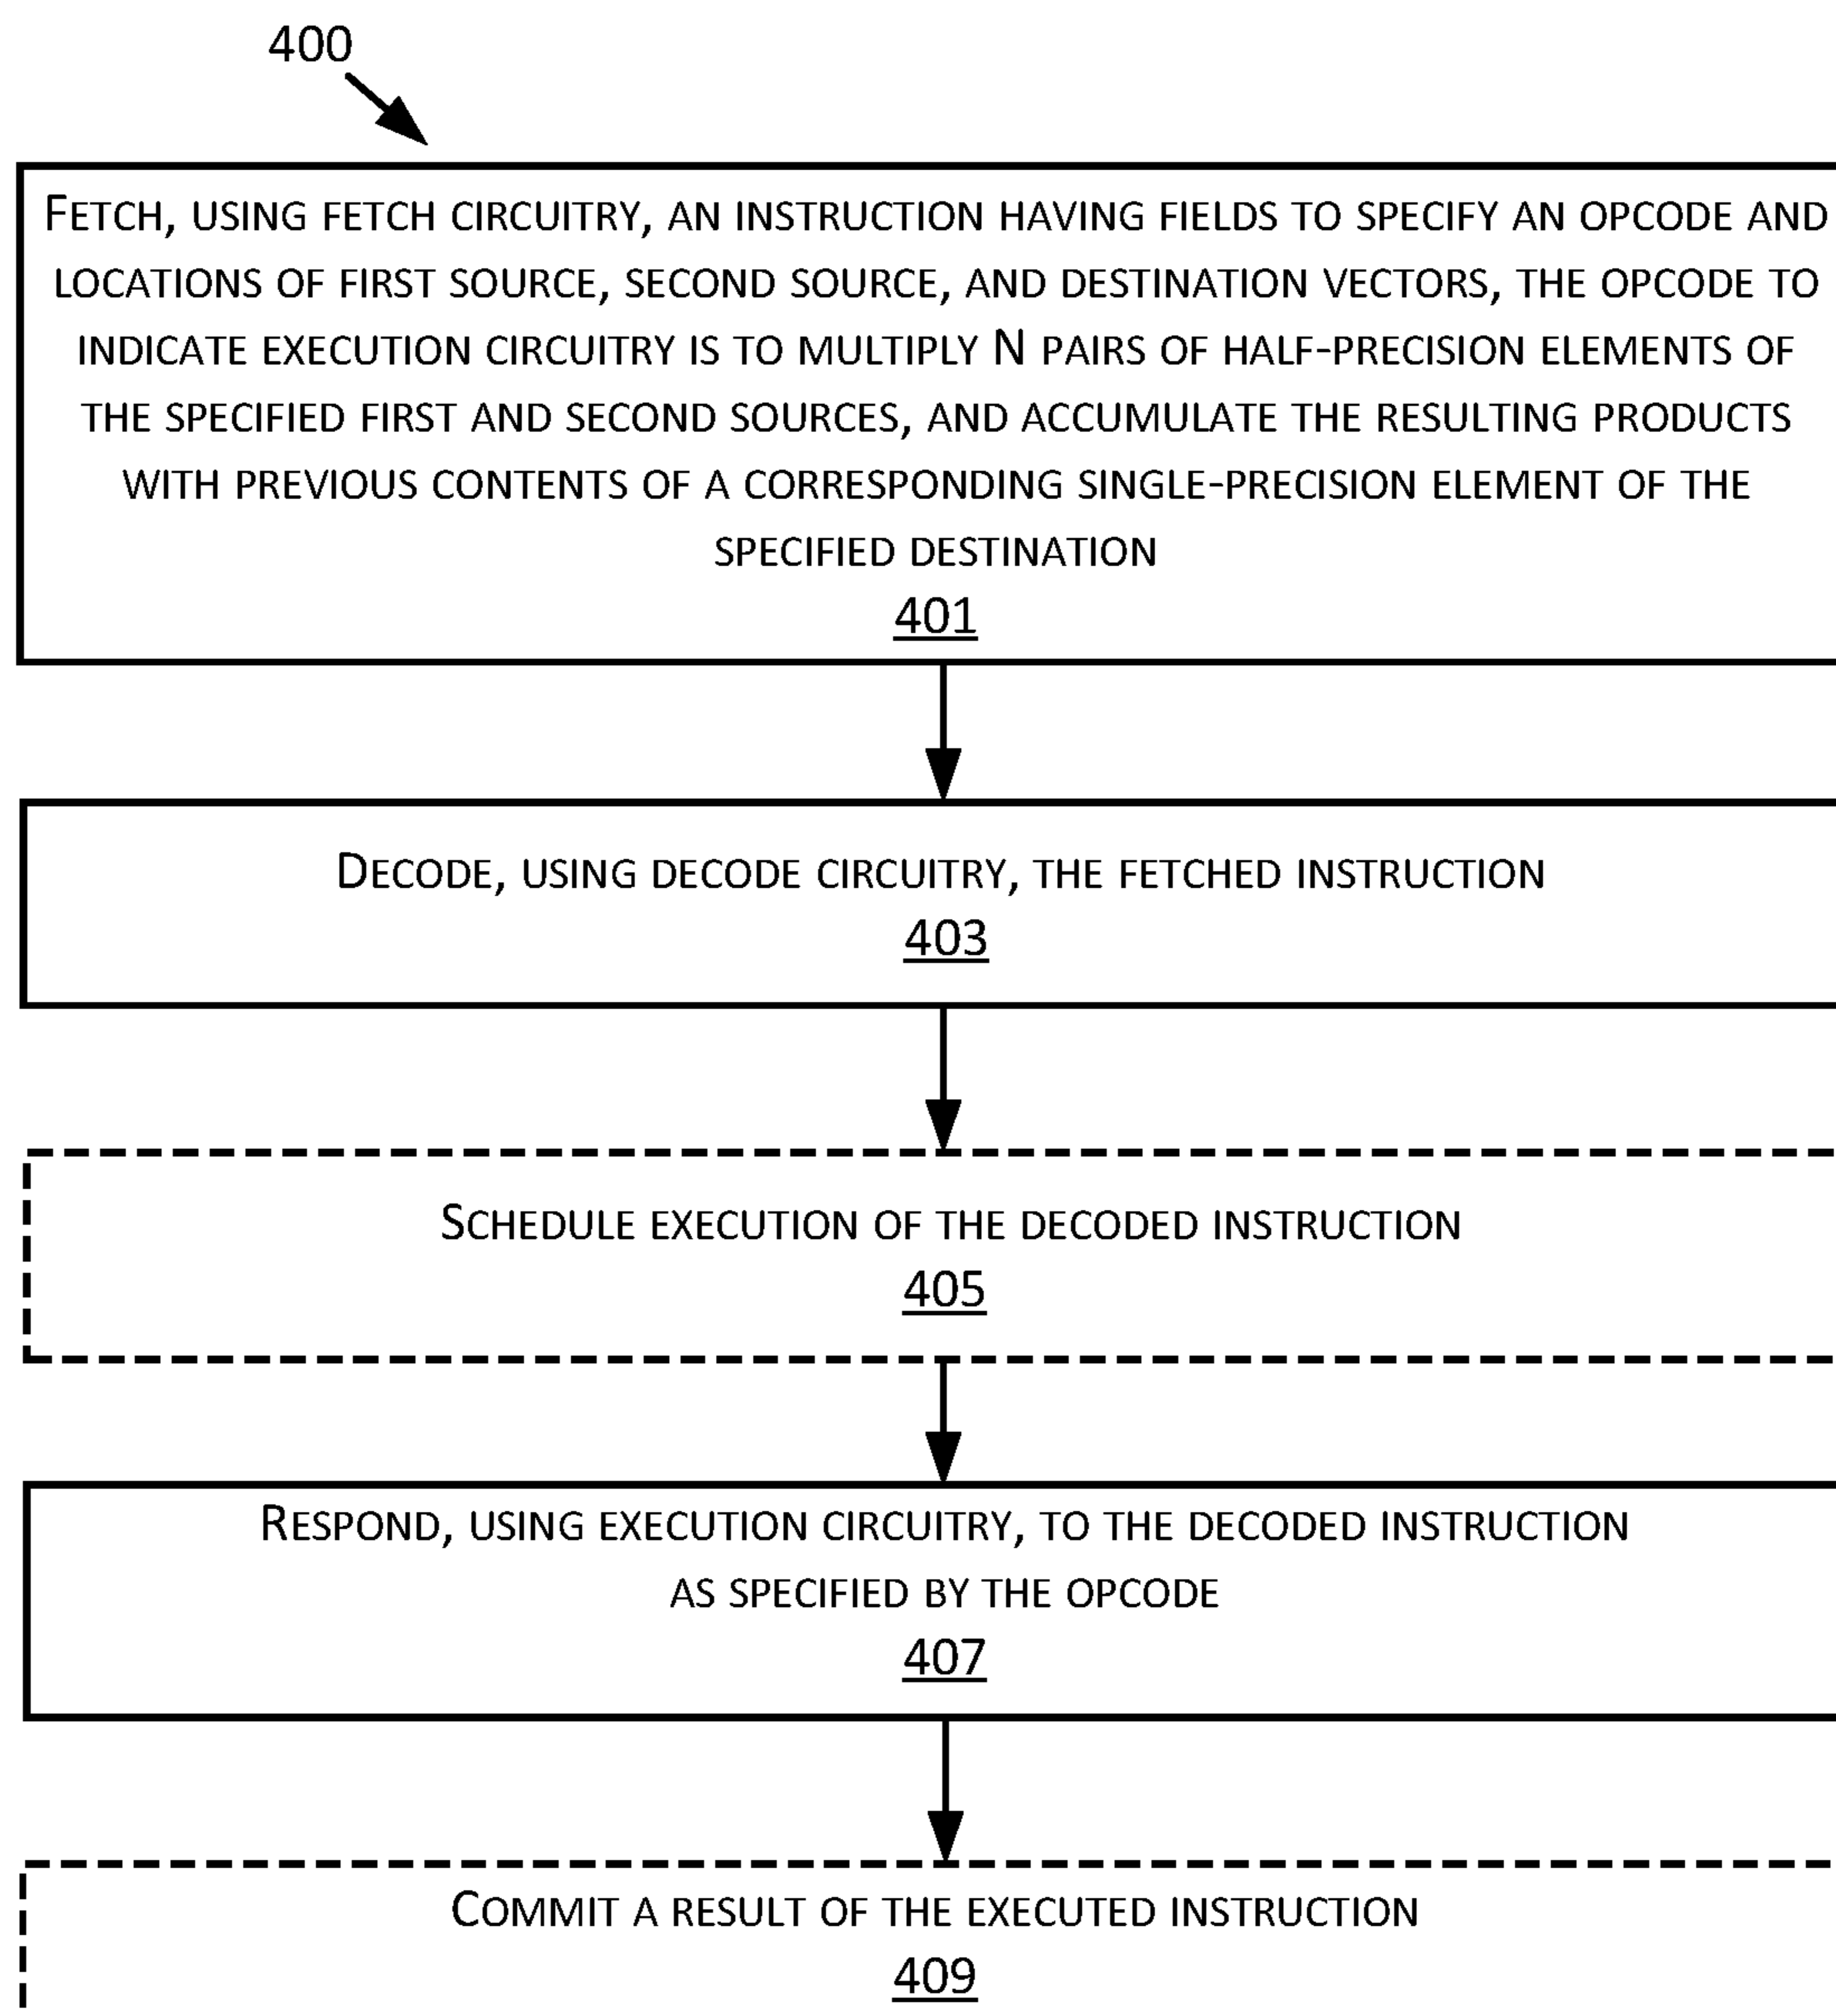 400
FETCH, USING FETCH CIRCUITRY, AN INSTRUCTION HAVING FIELDS TO SPECIFY AN OPCODE AND
LOCATIONS OF FIRST SOURCE, SECOND SOURCE, AND DESTINATION VECTORS, THE OPCODE TO
INDICATE EXECUTION CIRCUITRY IS TO MULTIPLY N PAIRS OF HALF-PRECISION ELEMENTS OF
THE SPECIFIED FIRST AND SECOND SOURCES, AND ACCUMULATE THE RESULTING PRODUCTS
WITH PREVIOUS CONTENTS OF A CORRESPONDING SINGLE-PRECISION ELEMENT OF THE
SPECIFIED DESTINATION
401
DECODE, USING DECODE CIRCUITRY, THE FETCHED INSTRUCTION
403
SCHEDULE EXECUTION OF THE DECODED INSTRUCTION
405
RESPOND, USING EXECUTION CIRCUITRY, TO THE DECODED INSTRUCTION
AS SPECIFIED BY THE OPCODE
407
COMMIT A RESULT OF THE EXECUTED INSTRUCTION
409